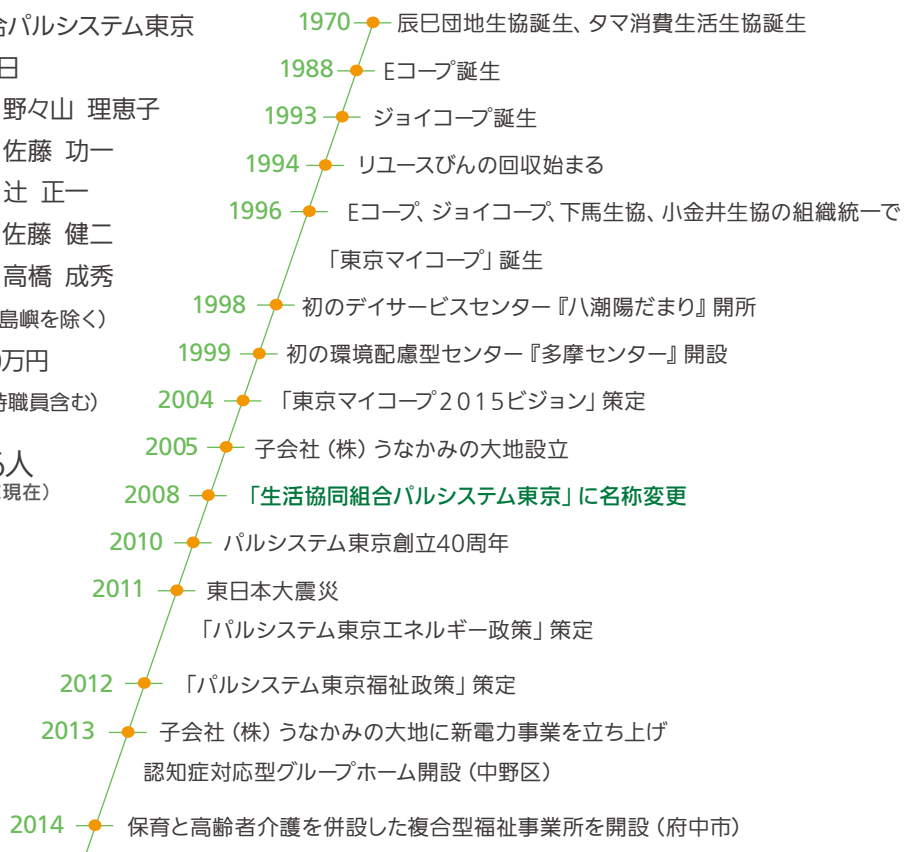 合パルシステム東京
日
野々山 理恵子
佐藤 功一
辻 正一
佐藤 健二
高橋 成秀
島嶼を除く）
万円
時職員含む）
人
現在）
1970 辰巳団地生協誕生、タマ消費生活生協誕生
1988 Eコープ誕生
1993 ジョイコープ誕生
1994 リユースびんの回収始まる
1996 Eコープ、ジョイコープ、下馬生協、小金井生協の組織統一で
「東京マイコープ」誕生
1998 初のデイサービスセンター『八潮陽だまり』開所
1999 初の環境配慮型センター『多摩センター』開設
2004 「東京マイコープ2015ビジョン」策定
2005 子会社（株）うなかみの大地設立
2008 「生活協同組合パルシステム東京」に名称変更
2010 パルシステム東京創立40周年
2011 東日本大震災
「パルシステム東京エネルギー政策」策定
2012 「パルシステム東京福祉政策」策定
2013 子会社（株）うなかみの大地に新電力事業を立ち上げ
認知症対応型グループホーム開設（中野区）
2014 保育と高齢者介護を併設した複合型福祉事業所を開設（府中市）